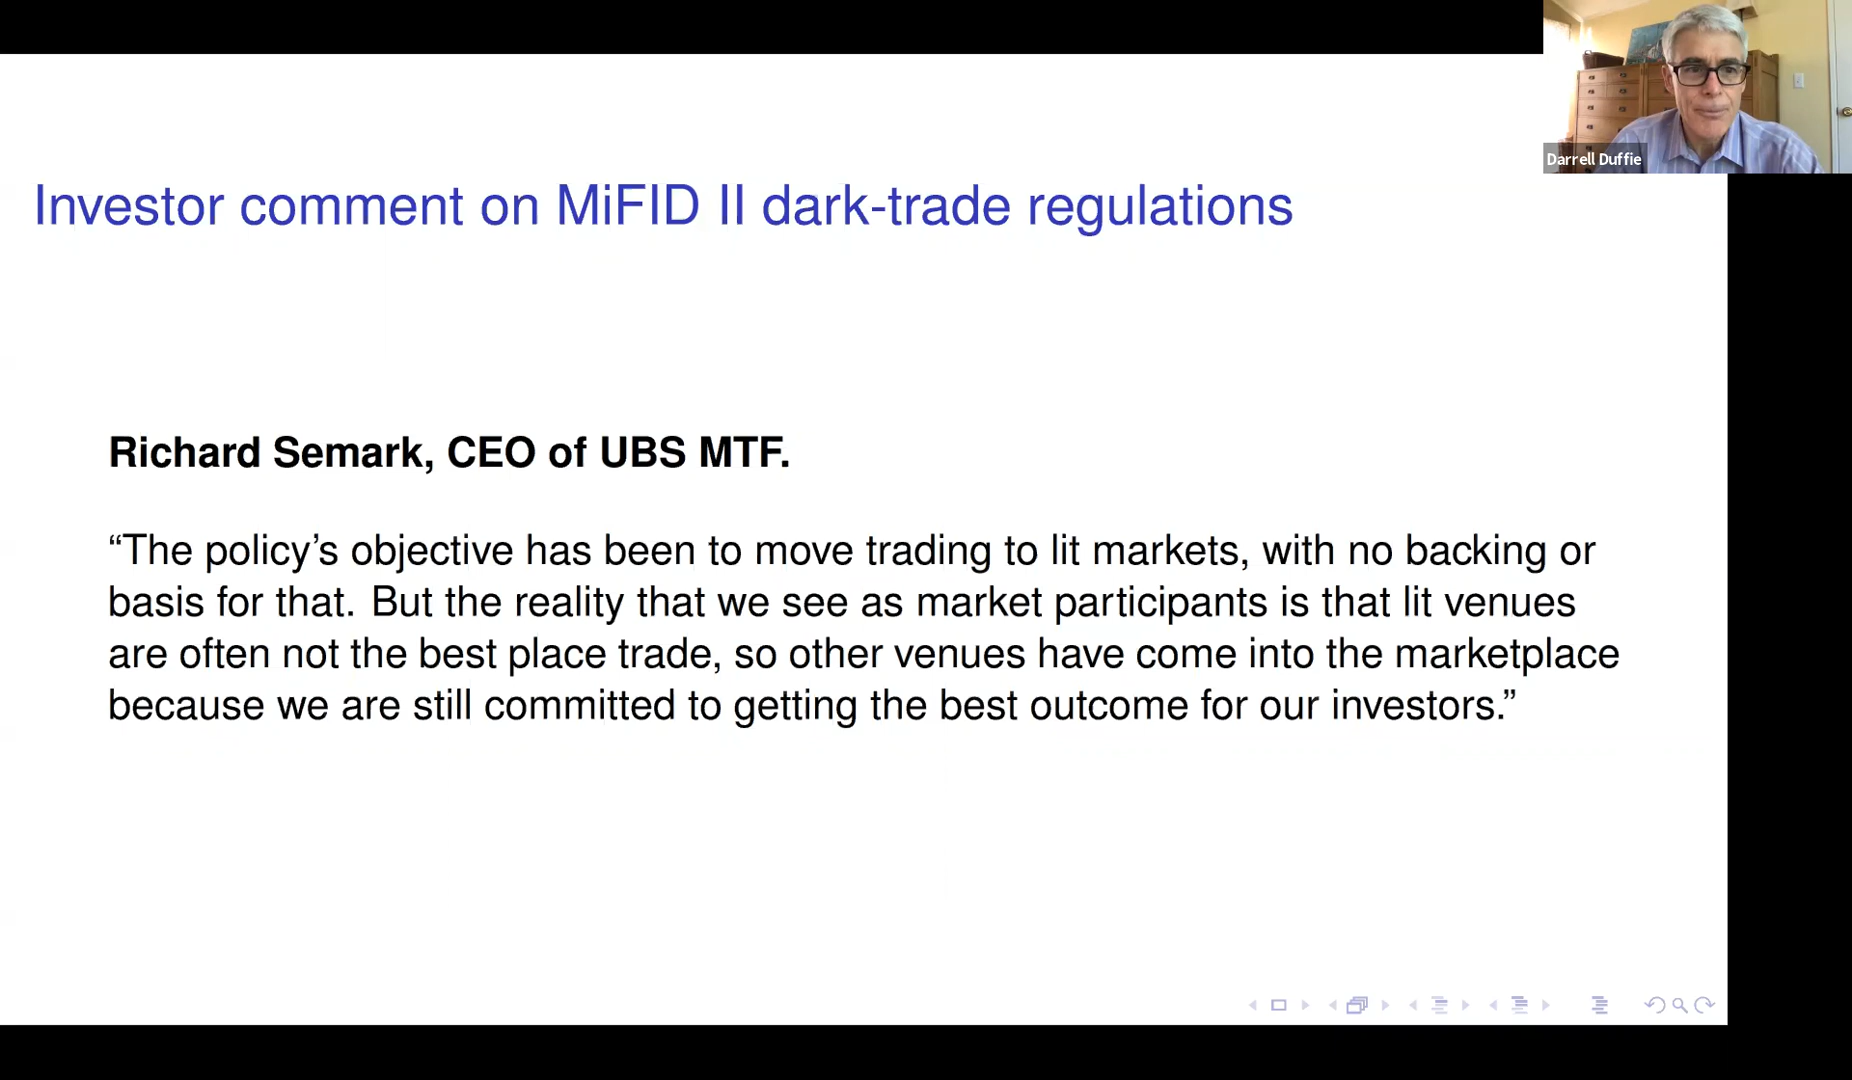 Darrell Duffie
Investor comment on MiFID II dark-trade regulations
Richard Semark, CEO of UBS MTF.
“The policy’s objective has been to move trading to lit markets, with no backing or
basis for that. But the reality that we see as market participants is that lit venues
are often not the best place trade, so other venues have come into the marketplace
because we are still committed to getting the best outcome for our investors.”